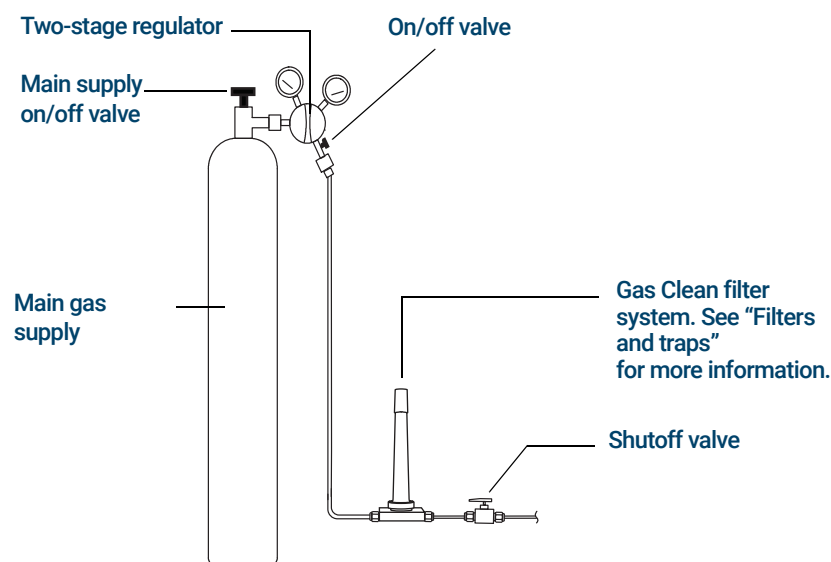 Two-stage regulator
On/off valve
Main supply
on/off valve
Main gas
supply
Gas Clean filter
system. See “Filters
and traps”
for more information.
Shutoff valve